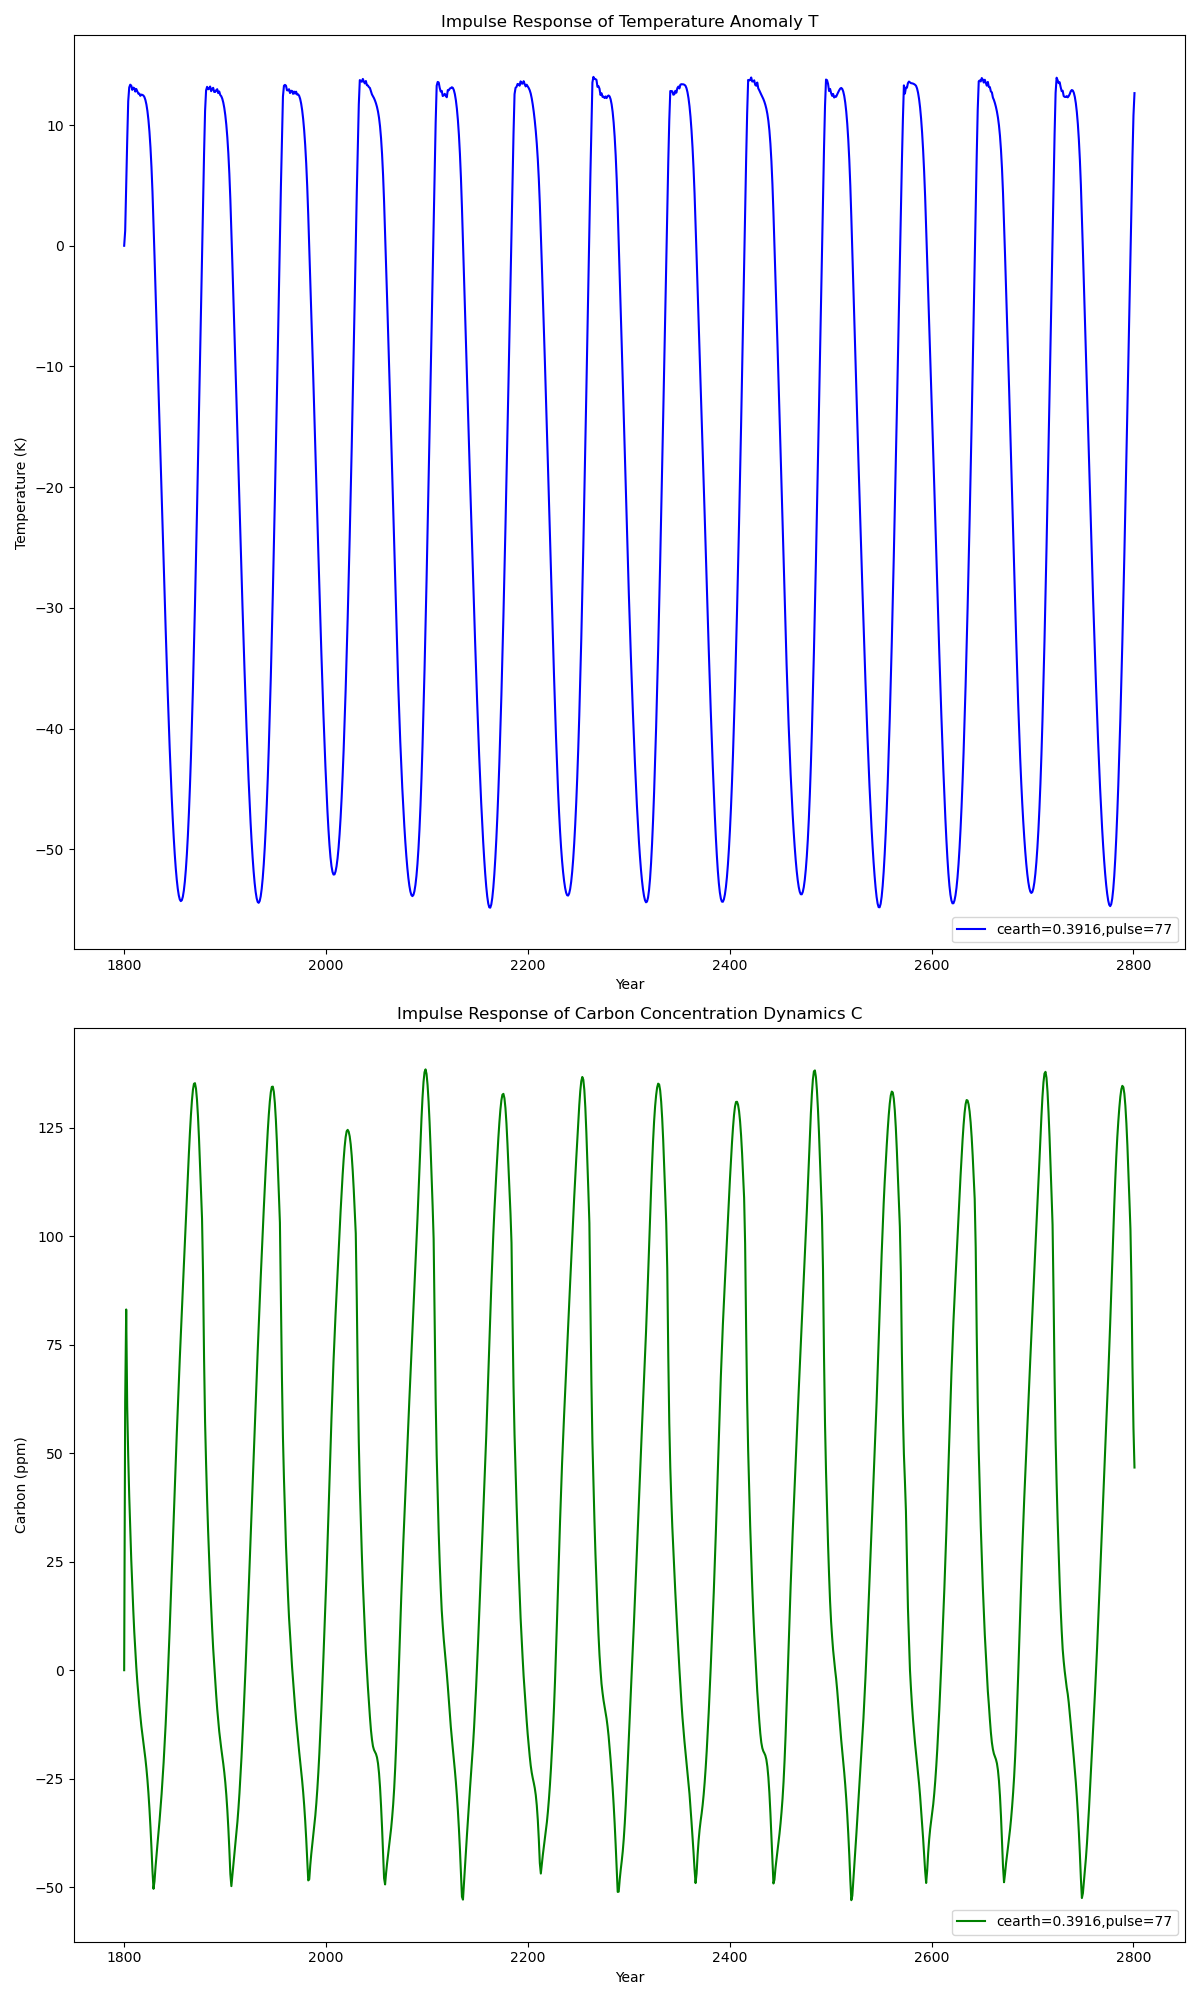 Impulse Response of Temperature Anomaly T
10
0
−10
−20
−30
−40
−50
Temperature (K)
cearth=0.3916,pulse=77
1800 2000 2200 2400 2600 2800
Year
Impulse Response of Carbon Concentration Dynamics C
125
100
75
50
25
0
−25
−50
Carbon (ppm)
cearth=0.3916,pulse=77
1800 2000 2200 2400 2600 2800
Year